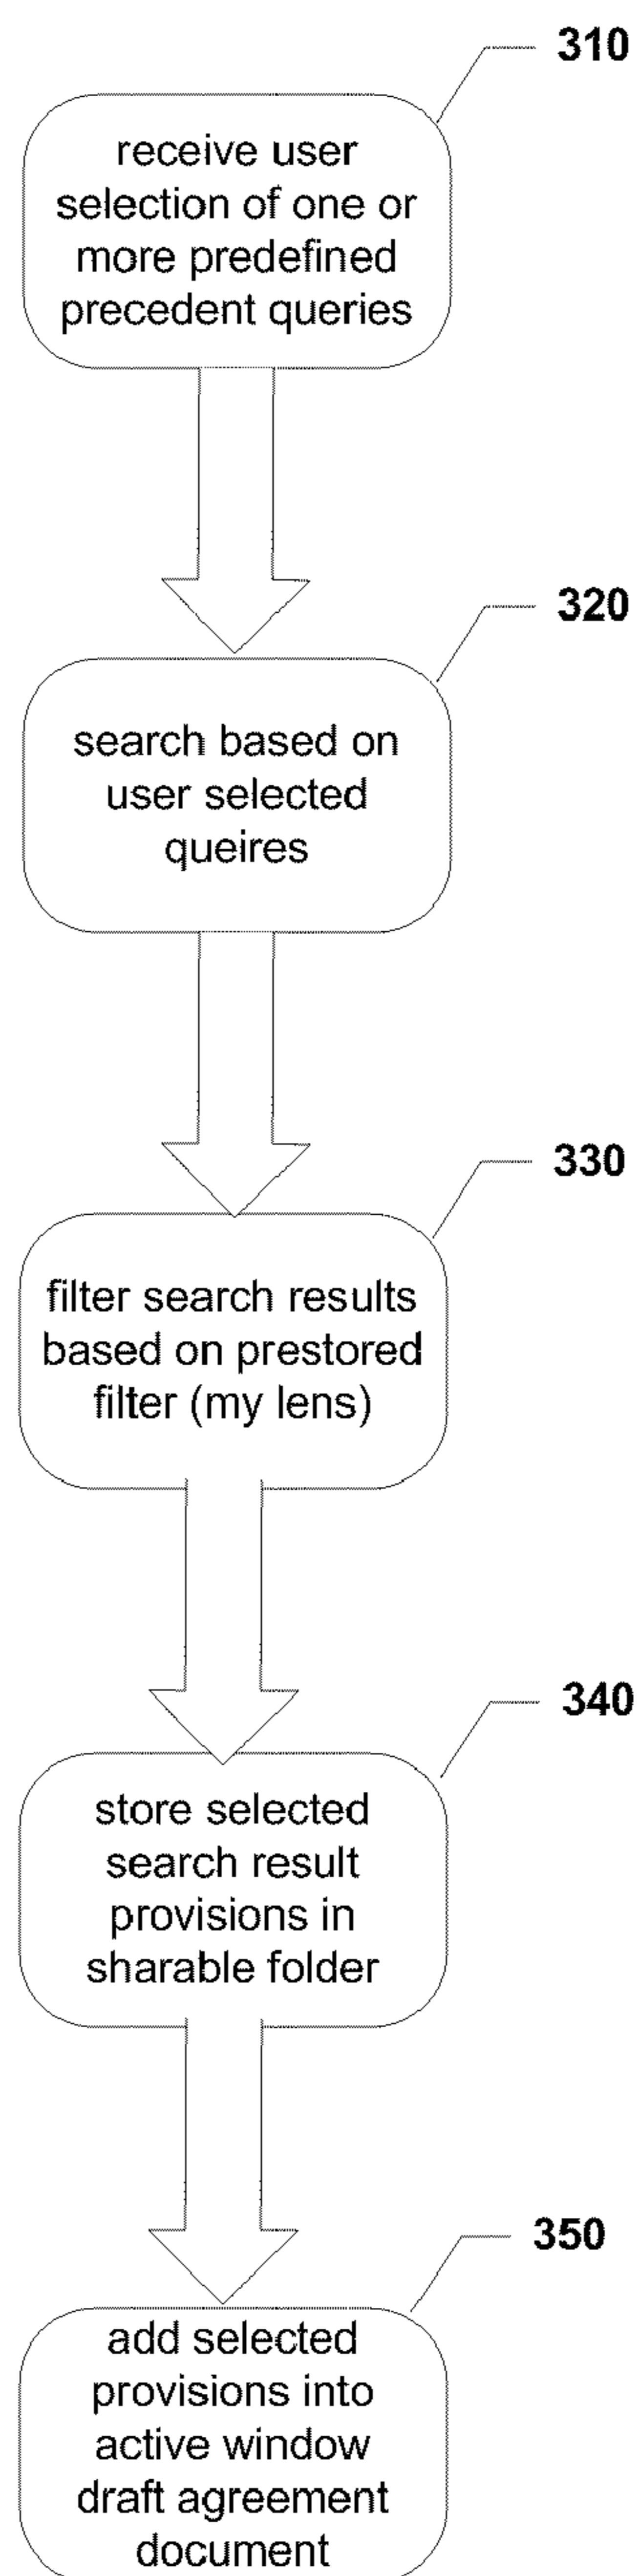 310
receive user
selection of one or
more predefined
precedent queries
320
search based on
user selected
queires
330
filter search results
based on prestored
filter (my lens)
340
store selected
search result
provisions in
sharable folder
350
add selected
provisions into
active window
draft agreement
document